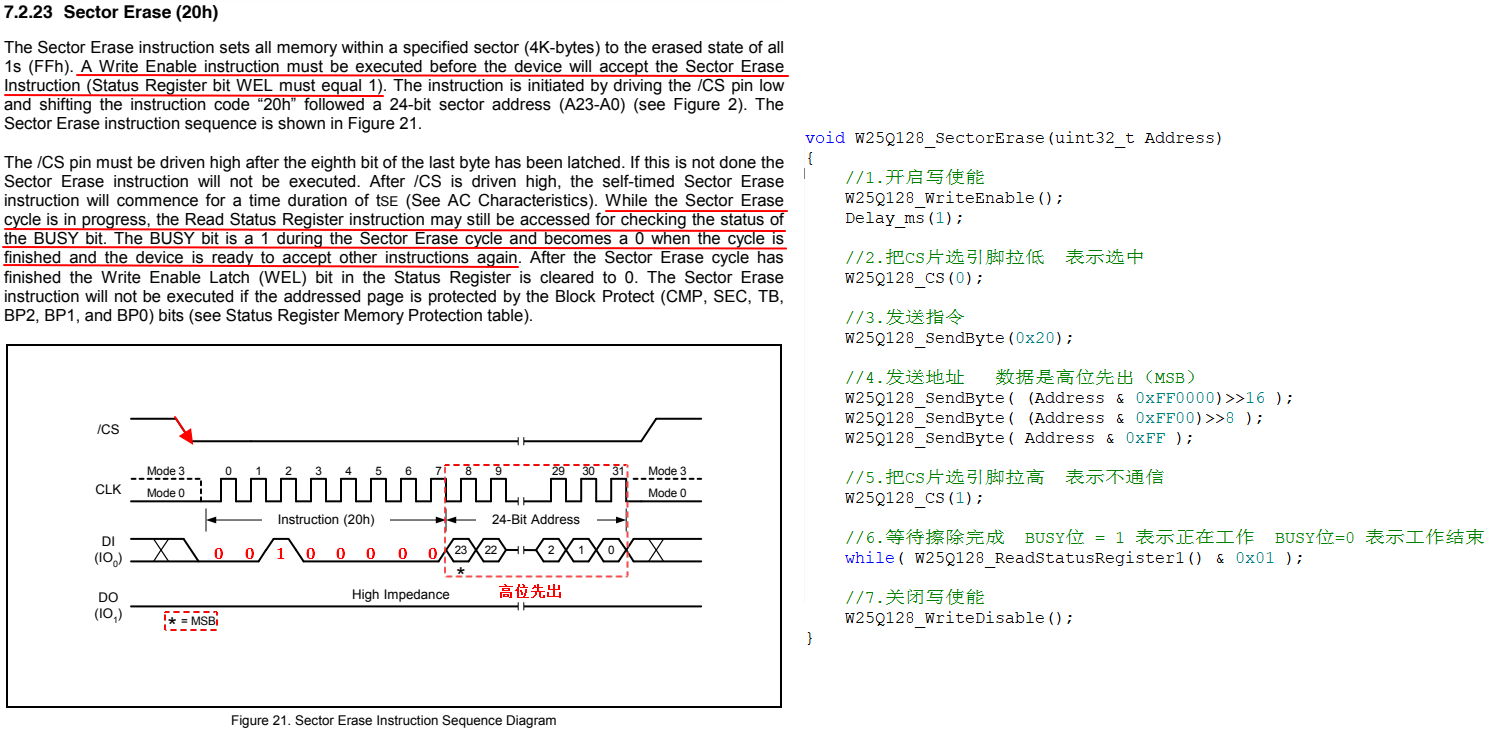 7.2.23 Sector Erase (20h)
The Sector Erase instruction sets all memory within a specified sector (4K-bytes) to the erased state of all
1s (FFh). A Write Enable instruction must be executed before the device will accept the Sector Erase
Instruction (Status Register bit WEL must equal 1). The instruction is initiated by driving the /CS pin low
and shifting the instruction code “20h” followed a 24-bit sector address (A23-A0) (see Figure 2). The
Sector Erase instruction sequence is shown in Figure 21.
The /CS pin must be driven high after the eighth bit of the last byte has been latched. If this is not done the
Sector Erase instruction will not be executed. After /CS is driven high, the self-timed Sector Erase
instruction will commence for a time duration of tSE (See AC Characteristics). While the Sector Erase
cycle is in progress, the Read Status Register instruction may still be accessed for checking the status of
the BUSY bit. The BUSY bit is a 1 during the Sector Erase cycle and becomes a 0 when the cycle is
finished and the device is ready to accept other instructions again. After the Sector Erase cycle has
finished the Write Enable Latch (WEL) bit in the Status Register is cleared to 0. The Sector Erase
instruction will not be executed if the addressed page is protected by the Block Protect (CMP, SEC, TB,
BP2, BP1, and BP0) bits (see Status Register Memory Protection table).
/CS
Mode 3 0 1 2 3 4 5 6 7 8 9 29 30 31 Mode 3
CLK Mode 0 Mode 0
Instruction (20h) 24-Bit Address
DI
(IO0) 0 0 1 0 0 0 0 0 23 22 2 1 0
*
High Impedance 高位先出
DO
(IO1)
* = MSB
Figure 21. Sector Erase Instruction Sequence Diagram
void W25Q128_SectorErase(uint32_t Address)
{
//1.开启写使能
W25Q128_WriteEnable();
Delay_ms(1);
//2.把CS片选引脚拉低 表示选中
W25Q128_CS(0);
//3.发送指令
W25Q128_SendByte(0x20);
//4.发送地址 数据是高位先出（MSB）
W25Q128_SendByte( (Address & 0xFF0000)>>16 );
W25Q128_SendByte( (Address & 0xFF00)>>8 );
W25Q128_SendByte( Address & 0xFF );
//5.把CS片选引脚拉高 表示不通信
W25Q128_CS(1);
//6.等待擦除完成 BUSY位 = 1 表示正在工作 BUSY位=0 表示工作结束
while( W25Q128_ReadStatusRegister1() & 0x01 );
//7.关闭写使能
W25Q128_WriteDisable();
}